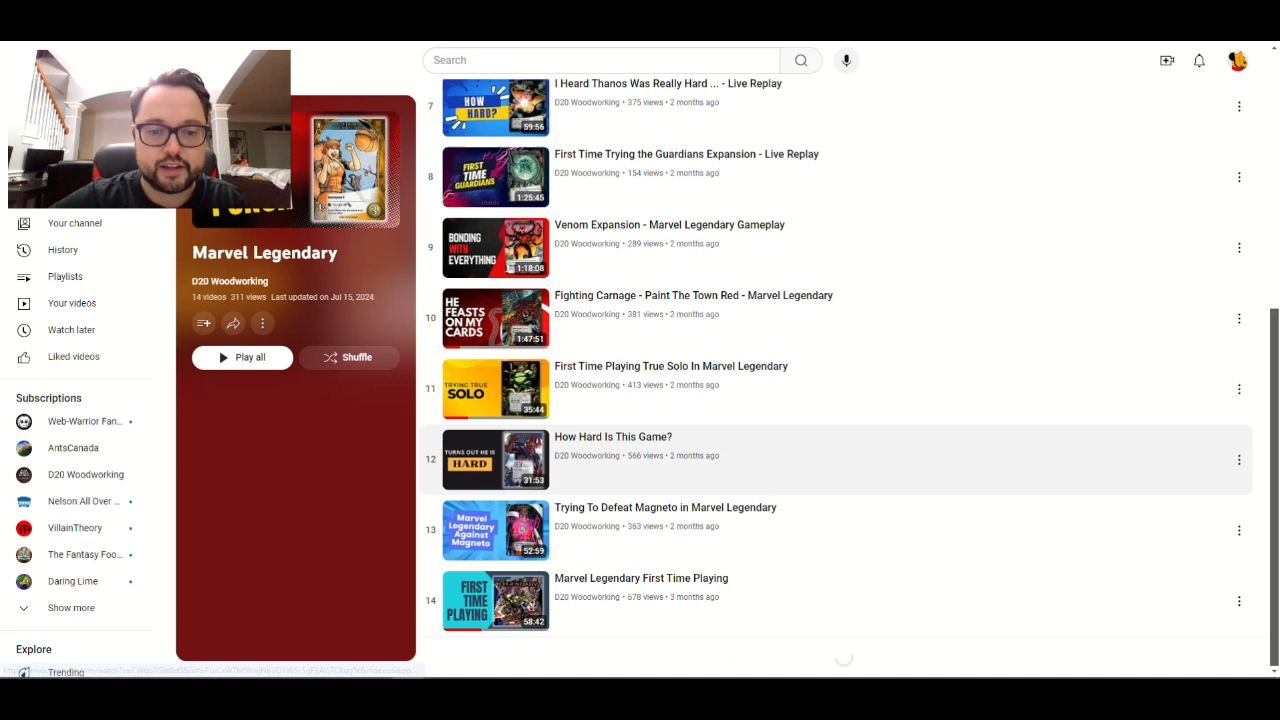 Search
7
HOW
HARD?
59:56
I Heard Thanos Was Really Hard ... - Live Replay
D20 Woodworking • 375 views • 2 months ago
8
FIRST
TIME
GUARDIANS
1:25:45
First Time Trying the Guardians Expansion - Live Replay
D20 Woodworking • 154 views • 2 months ago
9
BONDING
WITH
EVERYTHING
1:18:08
Venom Expansion - Marvel Legendary Gameplay
D20 Woodworking • 289 views • 2 months ago
10
HE
FEASTS
ON MY
CARDS
1:47:51
Fighting Carnage - Paint The Town Red - Marvel Legendary
D20 Woodworking • 381 views • 2 months ago
11
TRYING TRUE
SOLO
35:44
First Time Playing True Solo In Marvel Legendary
D20 Woodworking • 413 views • 2 months ago
12
TURNS OUT HE IS
HARD
31:53
How Hard Is This Game?
D20 Woodworking • 566 views • 2 months ago
13
Marvel
Legendary
Against
Magneto
52:59
Trying To Defeat Magneto in Marvel Legendary
D20 Woodworking • 363 views • 2 months ago
14
FIRST
TIME
PLAYING
58:42
Marvel Legendary First Time Playing
D20 Woodworking • 678 views • 3 months ago
Marvel Legendary
D20 Woodworking
14 videos 311 views Last updated on Jul 15, 2024
Play all
Shuffle
Your channel
History
Playlists
Your videos
Watch later
Liked videos
Subscriptions
Web-Warrior Fan...
AntsCanada
D20 Woodworking
Nelson All Over ...
VillainTheory
The Fantasy Foo...
Daring Lime
Show more
Explore
Trending